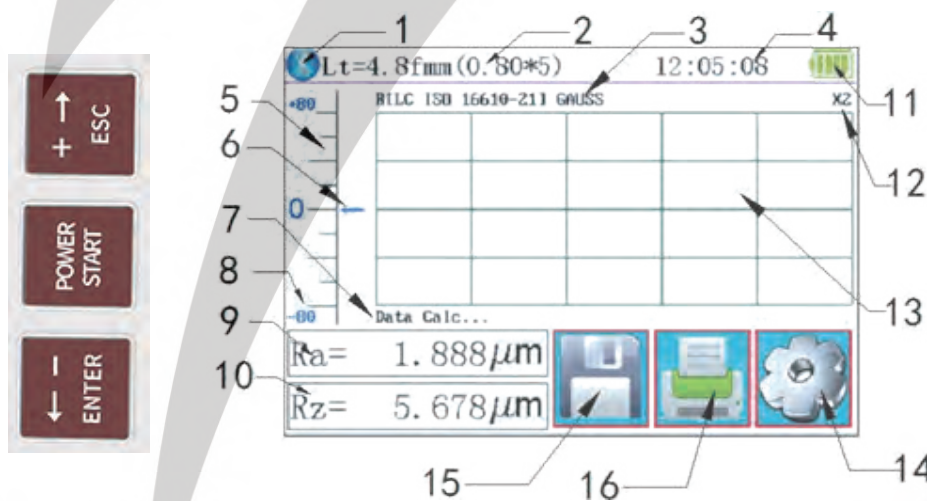 1
2
3
4
Lt=4.8fmm(0.80*5)
12:05:08
RILC ISO 16610-21] GAUSS
X2
+80
0
-80
5
6
7
8
9
10
11
12
13
Data Calc...
Ra= 1.888μm
Rz= 5.678μm
14
15
16
+ →
ESC
POWER
START
← −
ENTER